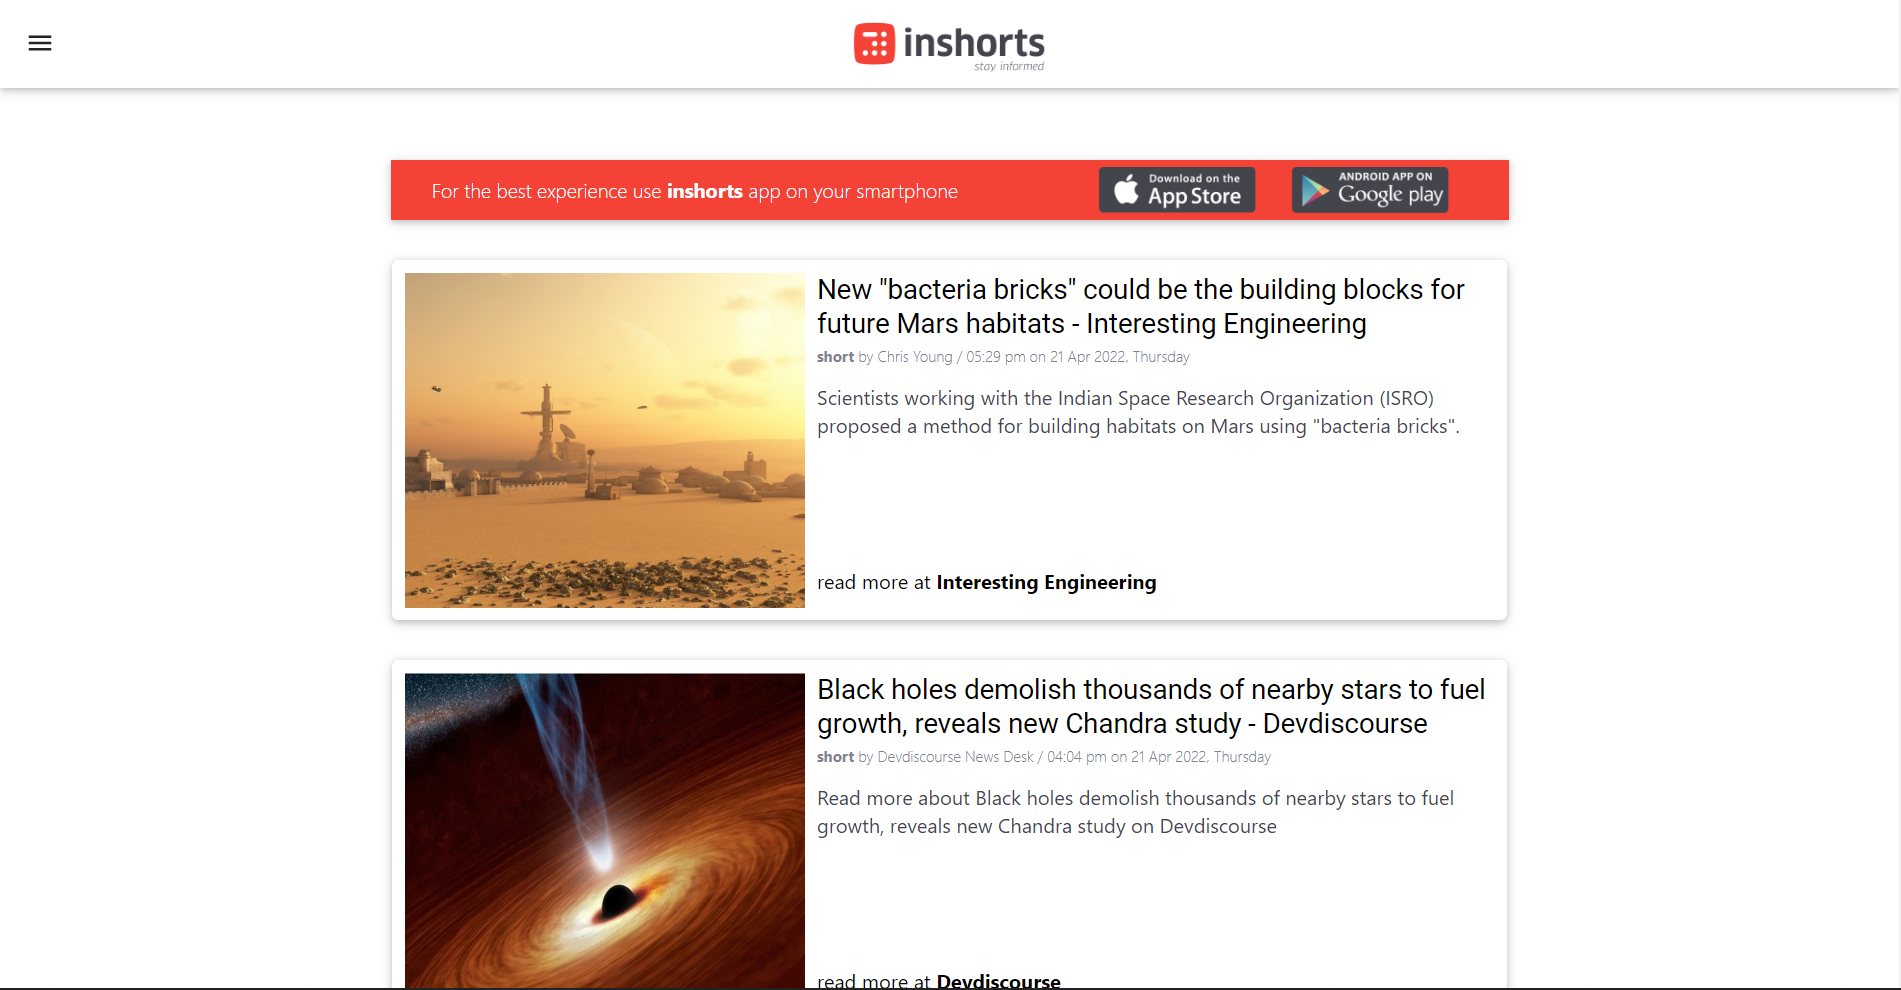 inshorts
stay informed
For the best experience use inshorts app on your smartphone
Download on the
App Store
ANDROID APP ON
Google play
New "bacteria bricks" could be the building blocks for
future Mars habitats - Interesting Engineering
short by Chris Young / 05:29 pm on 21 Apr 2022, Thursday
Scientists working with the Indian Space Research Organization (ISRO)
proposed a method for building habitats on Mars using "bacteria bricks".
read more at Interesting Engineering
Black holes demolish thousands of nearby stars to fuel
growth, reveals new Chandra study - Devdiscourse
short by Devdiscourse News Desk / 04:04 pm on 21 Apr 2022, Thursday
Read more about Black holes demolish thousands of nearby stars to fuel
growth, reveals new Chandra study on Devdiscourse
read more at Devdiscourse